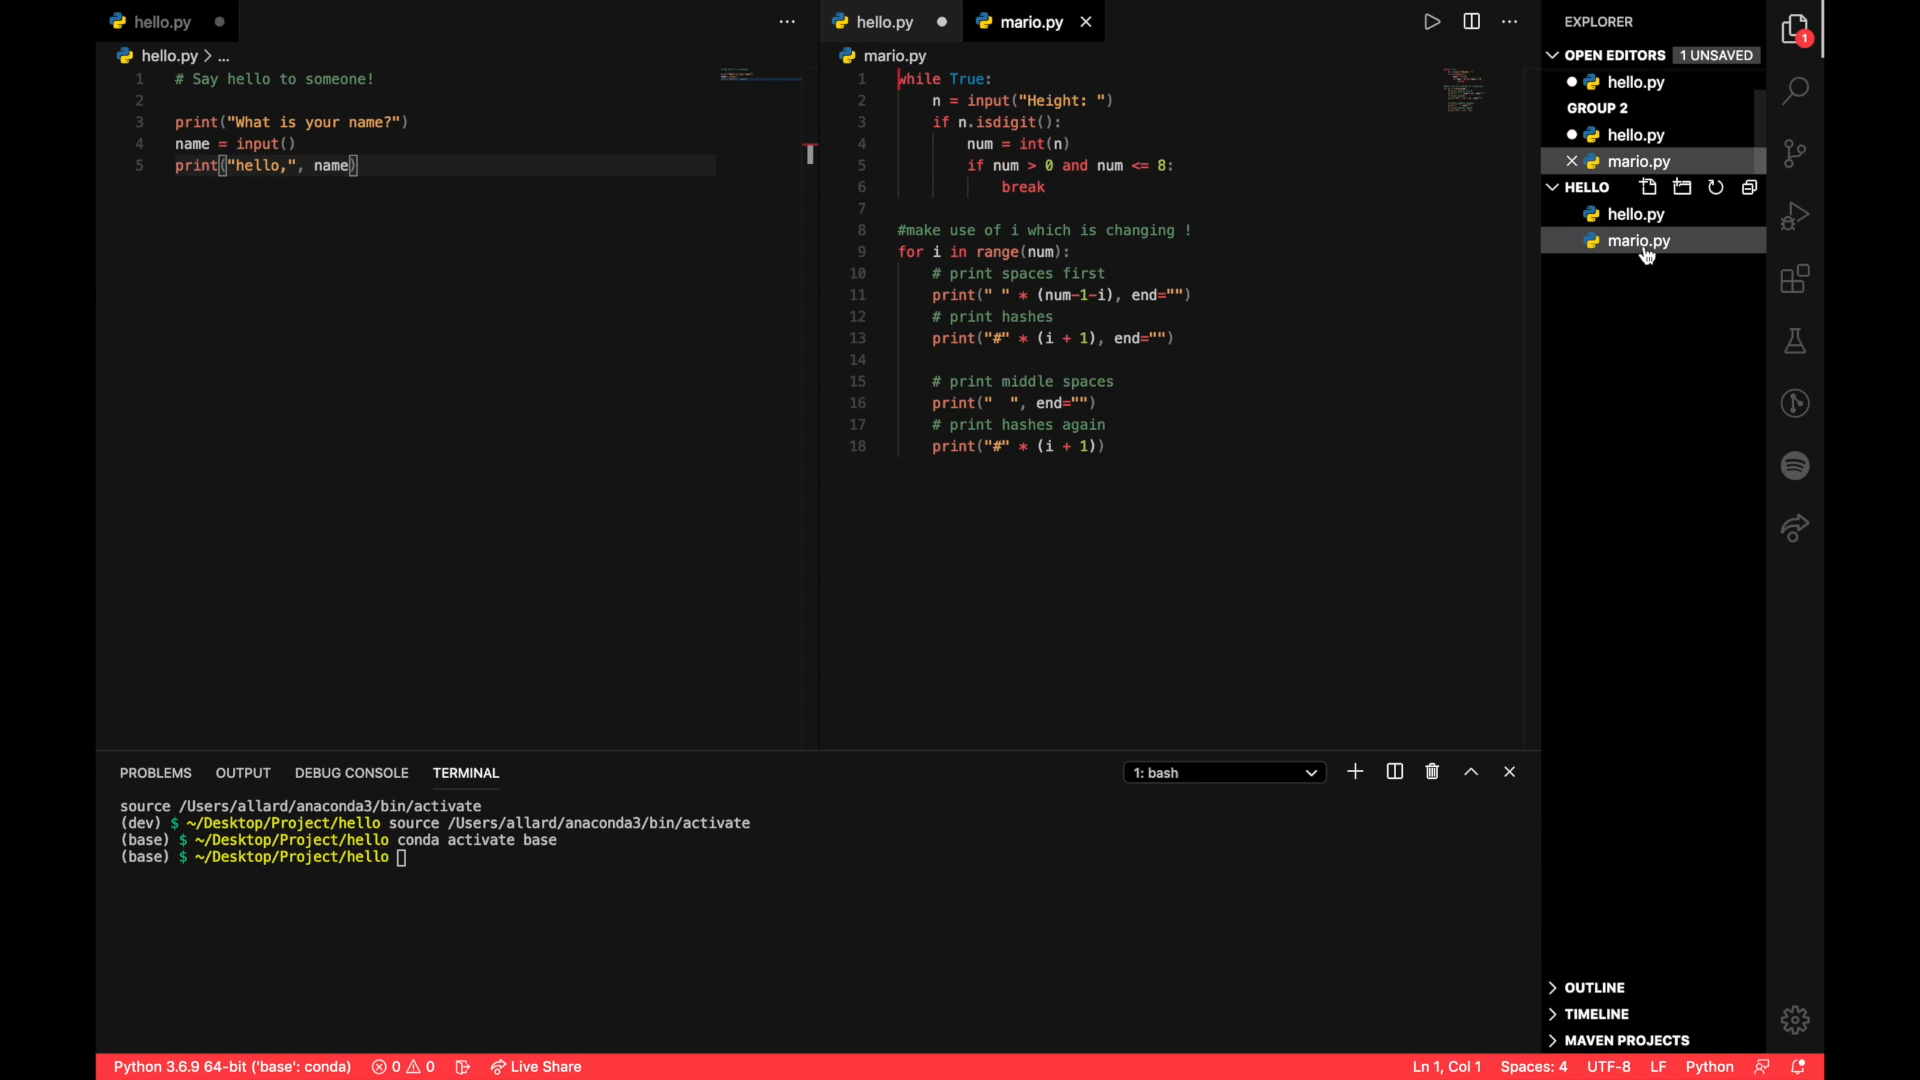 hello.py
hello.py > ...
1 # Say hello to someone!
2
3 print("What is your name?")
4 name = input()
5 print("hello,", name)
hello.py
mario.py
mario.py
1 while True:
2 n = input("Height: ")
3 if n.isdigit():
4 num = int(n)
5 if num > 0 and num <= 8:
6 break
7
8 #make use of i which is changing !
9 for i in range(num):
10 # print spaces first
11 print(" " * (num-1-i), end="")
12 # print hashes
13 print("#" * (i + 1), end="")
14
15 # print middle spaces
16 print("  ", end="")
17 # print hashes again
18 print("#" * (i + 1))
EXPLORER
OPEN EDITORS 1 UNSAVED
hello.py
GROUP 2
hello.py
mario.py
HELLO
hello.py
mario.py
OUTLINE
TIMELINE
MAVEN PROJECTS
1
PROBLEMS OUTPUT DEBUG CONSOLE TERMINAL 1: bash
source /Users/allard/anaconda3/bin/activate
(dev) $ ~/Desktop/Project/hello source /Users/allard/anaconda3/bin/activate
(base) $ ~/Desktop/Project/hello conda activate base
(base) $ ~/Desktop/Project/hello
Python 3.6.9 64-bit ('base': conda) 0 0 Live Share Ln 1, Col 1 Spaces: 4 UTF-8 LF Python